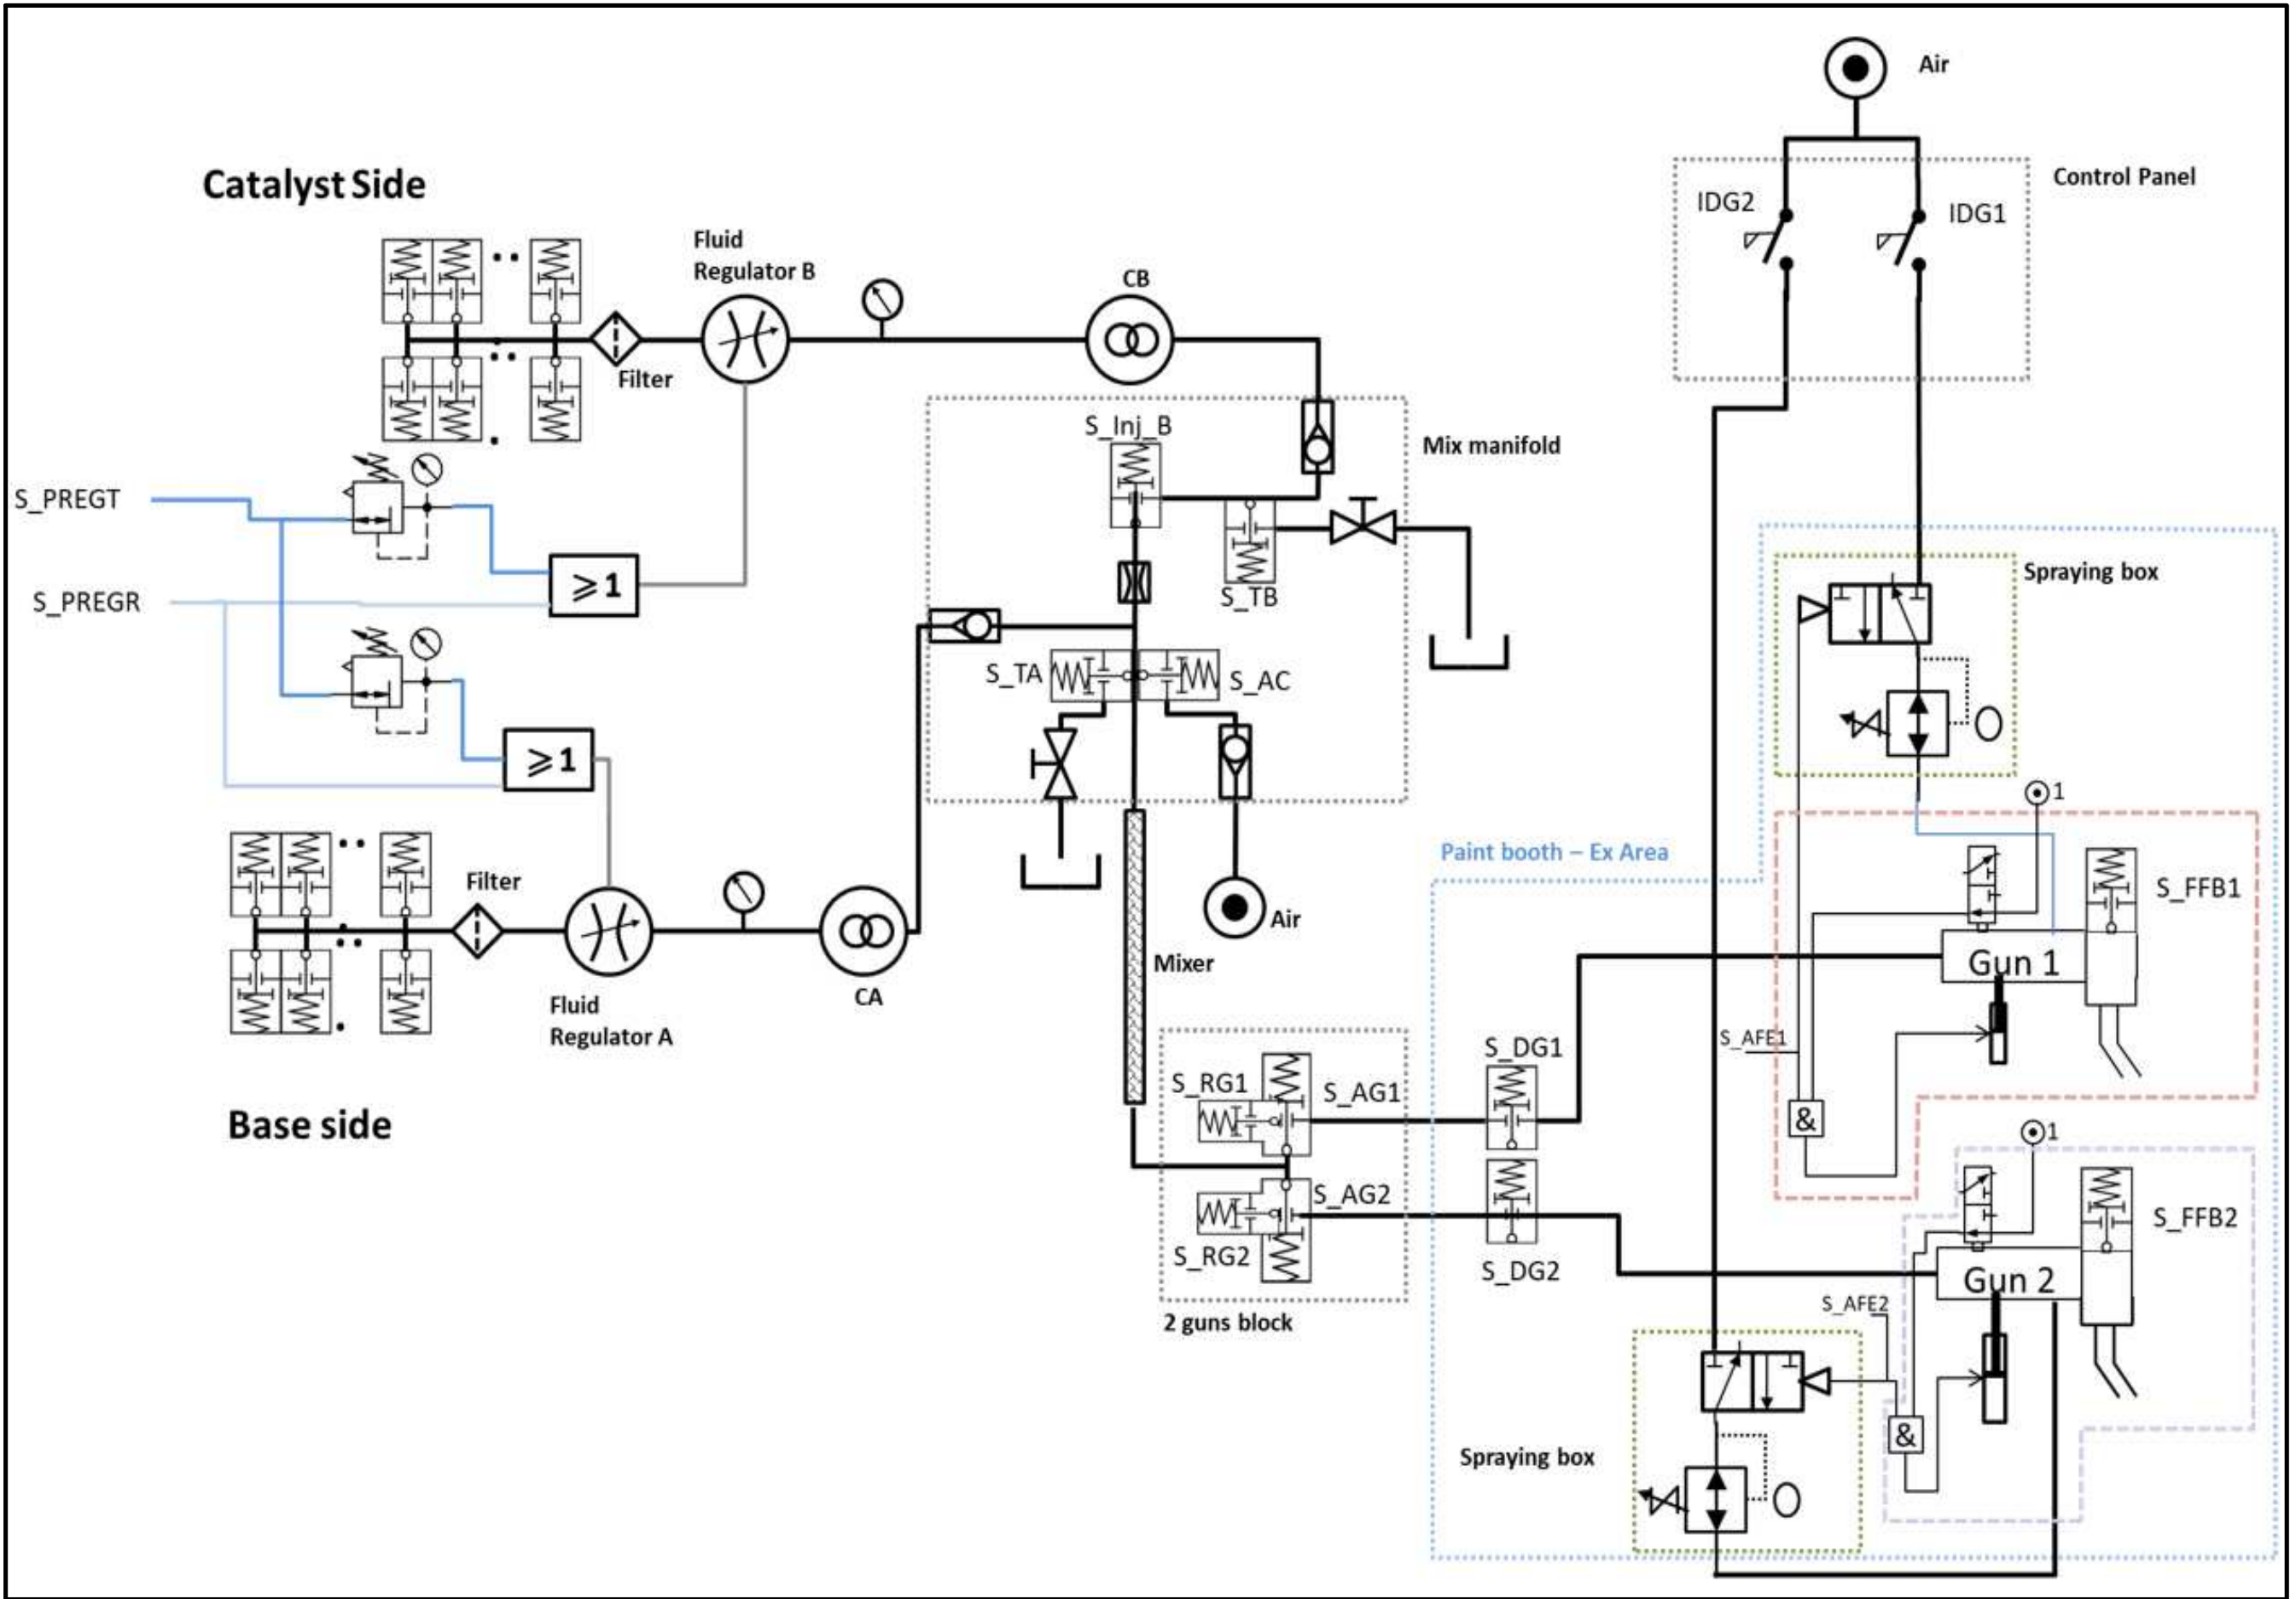 Air
Control Panel
IDG2
IDG1
Catalyst Side
Fluid
Regulator B
CB
Filter
S_Inj_B
Mix manifold
S_PREGT
≥1
S_PREGR
S_TB
Spraying box
S_TA
S_AC
≥1
1
Paint booth – Ex Area
Filter
S_FFB1
Air
Gun 1
Mixer
CA
Fluid
Regulator A
S_AFE1
S_DG1
S_RG1
S_AG1
&
Base side
1
S_AG2
S_FFB2
S_RG2
S_DG2
Gun 2
S_AFE2
2 guns block
&
Spraying box